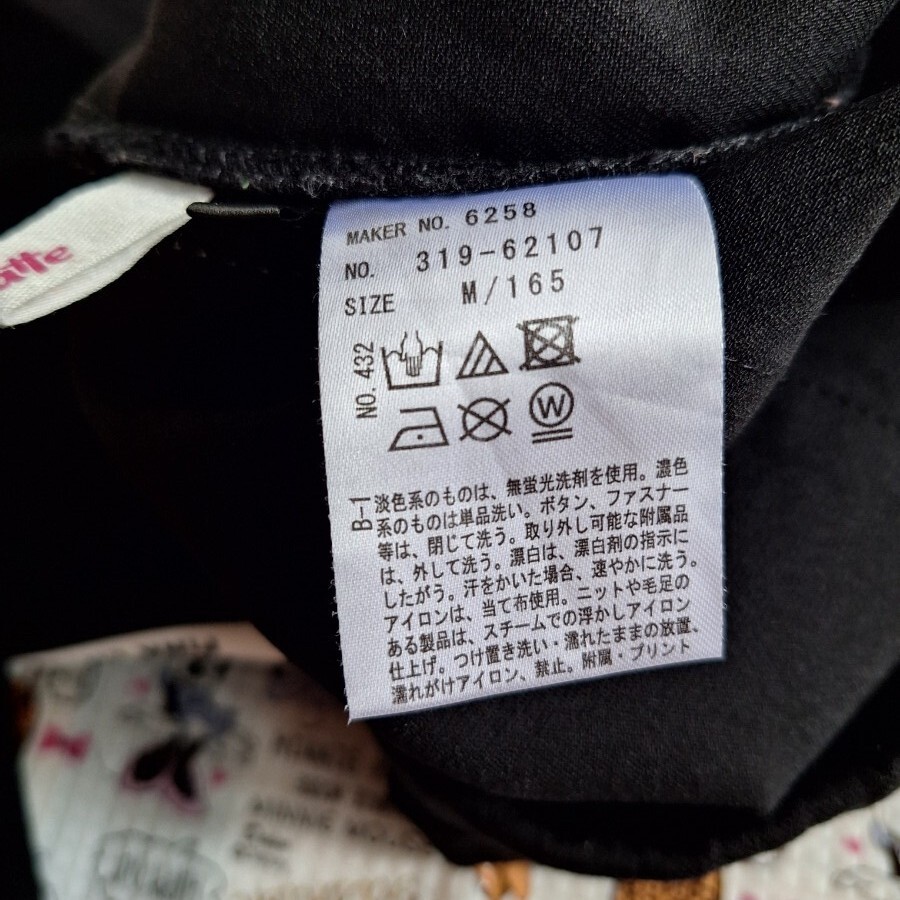 MAKER NO. 6258
NO. 319-62107
SIZE M/165
NO.432
W
B-1
淡色系のものは、無蛍光洗剤を使用。濃色
系のものは単品洗い。ボタン、ファスナー
等は、閉じて洗う。取り外し可能な附属品
は、外して洗う。漂白は、漂白剤の指示に
したがう。汗をかいた場合、速やかに洗う。
アイロンは、当て布使用。ニットや毛足の
ある製品は、スチームでの浮かしアイロン
仕上げ。つけ置き洗い・濡れたままの放置、
濡れがけアイロン、禁止。附属・プリント